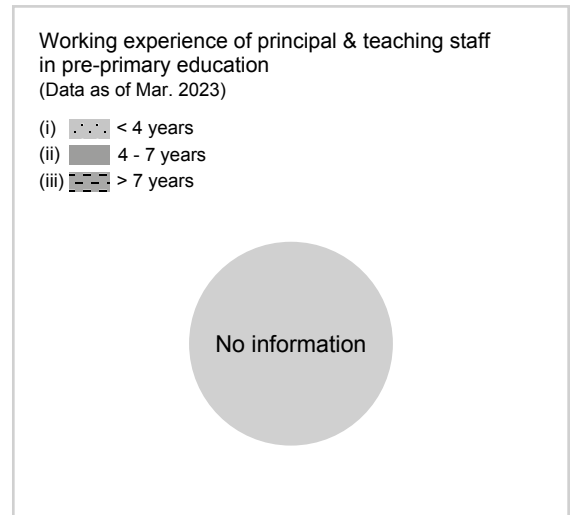 Working experience of principal & teaching staff
in pre-primary education
(Data as of Mar. 2023)
(i) < 4 years
(ii) 4 - 7 years
(iii) > 7 years
No information